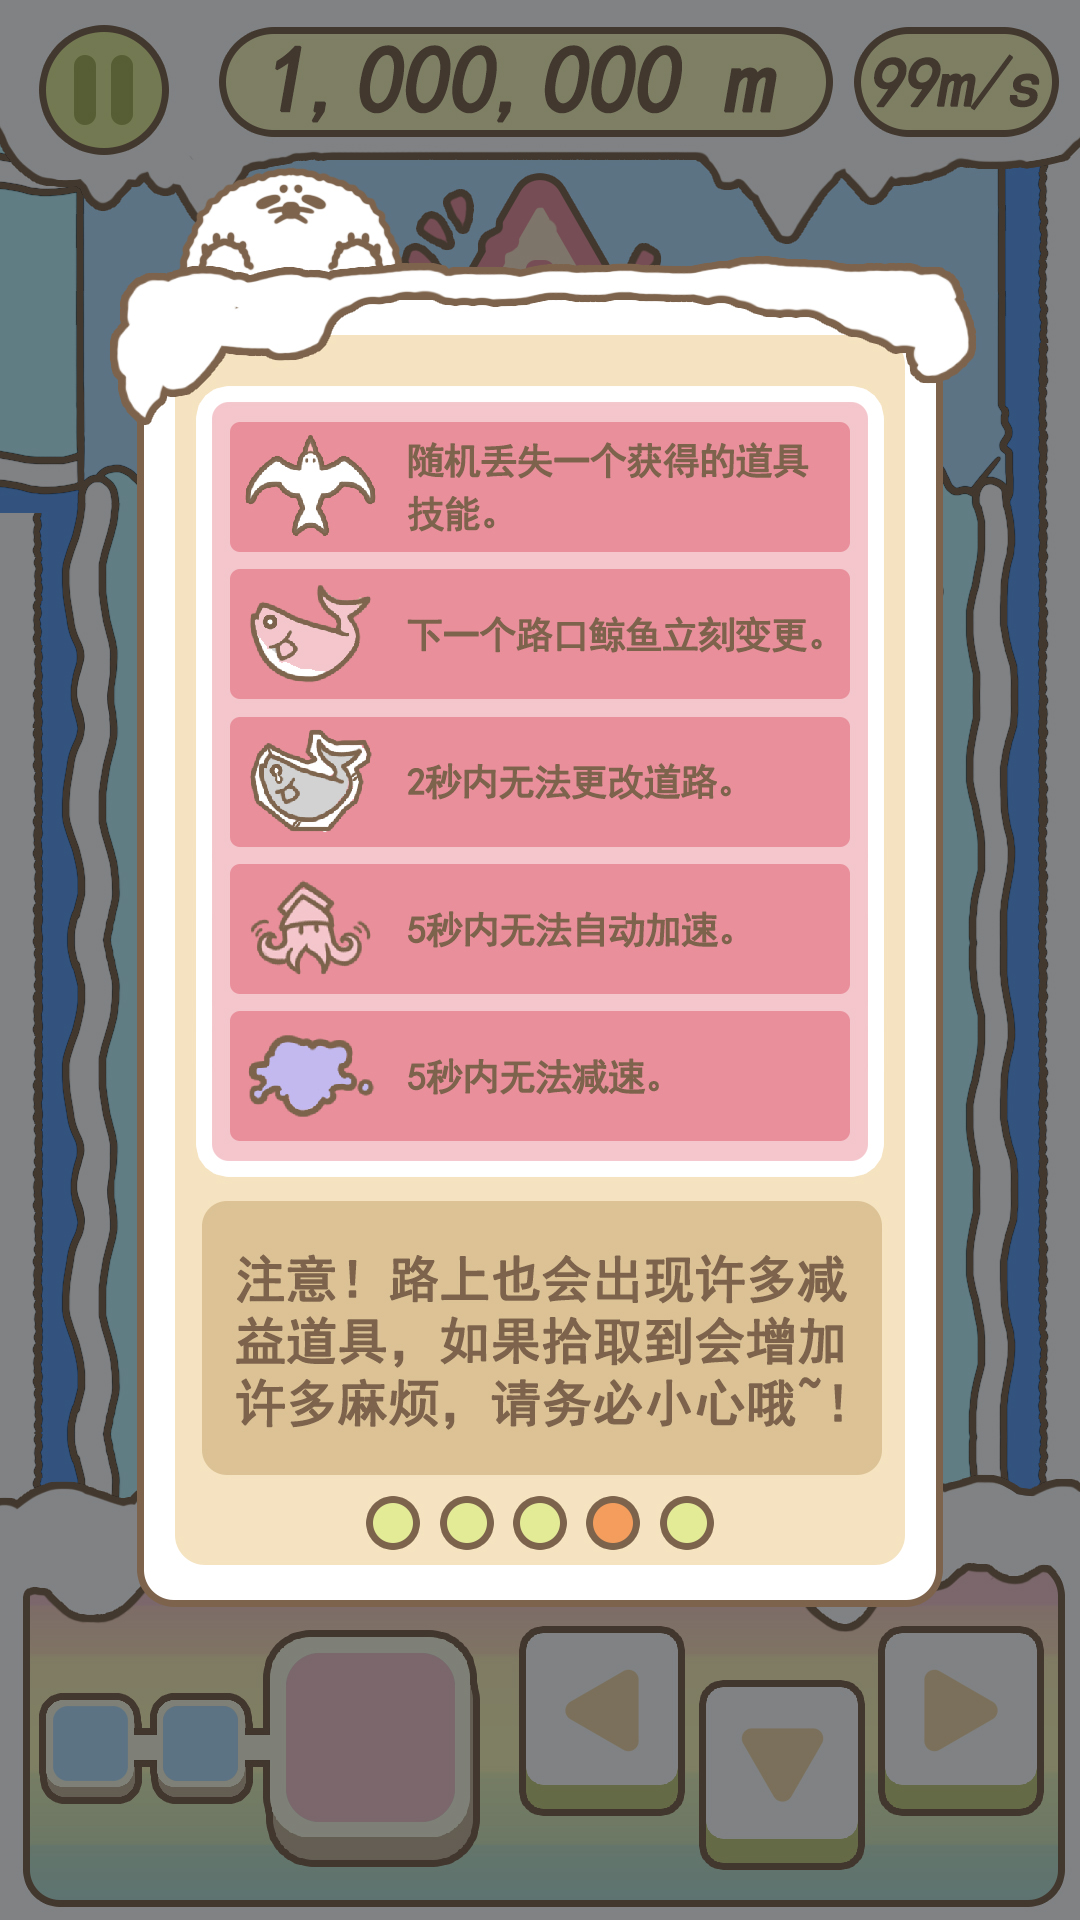 1,000,000 m
99m/s
随机丢失一个获得的道具
技能。
下一个路口鲸鱼立刻变更。
2秒内无法更改道路。
5秒内无法自动加速。
5秒内无法减速。
注意！路上也会出现许多减
益道具，如果拾取到会增加
许多麻烦，请务必小心哦~！